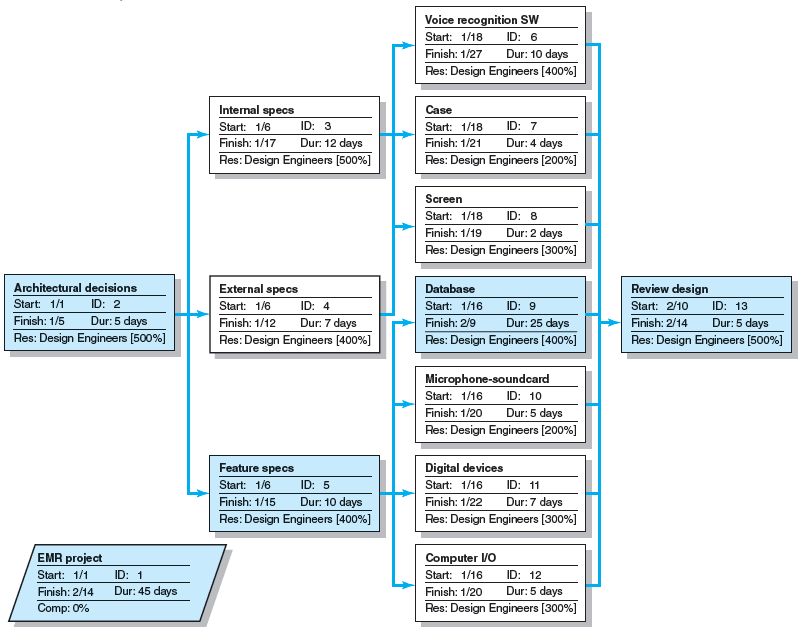 Voice recognition SW
Start: 1/18 ID: 6
Finish: 1/27 Dur: 10 days
Res: Design Engineers [400%]
Internal specs
Start: 1/6 ID: 3
Finish: 1/17 Dur: 12 days
Res: Design Engineers [500%]
Case
Start: 1/18 ID: 7
Finish: 1/21 Dur: 4 days
Res: Design Engineers [200%]
Screen
Start: 1/18 ID: 8
Finish: 1/19 Dur: 2 days
Res: Design Engineers [300%]
Architectural decisions
Start: 1/1 ID: 2
Finish: 1/5 Dur: 5 days
Res: Design Engineers [500%]
External specs
Start: 1/6 ID: 4
Finish: 1/12 Dur: 7 days
Res: Design Engineers [400%]
Database
Start: 1/16 ID: 9
Finish: 2/9 Dur: 25 days
Res: Design Engineers [400%]
Review design
Start: 2/10 ID: 13
Finish: 2/14 Dur: 5 days
Res: Design Engineers [500%]
Microphone-soundcard
Start: 1/16 ID: 10
Finish: 1/20 Dur: 5 days
Res: Design Engineers [200%]
Feature specs
Start: 1/6 ID: 5
Finish: 1/15 Dur: 10 days
Res: Design Engineers [400%]
Digital devices
Start: 1/16 ID: 11
Finish: 1/22 Dur: 7 days
Res: Design Engineers [300%]
EMR project
Start: 1/1 ID: 1
Finish: 2/14 Dur: 45 days
Comp: 0%
Computer I/O
Start: 1/16 ID: 12
Finish: 1/20 Dur: 5 days
Res: Design Engineers [300%]